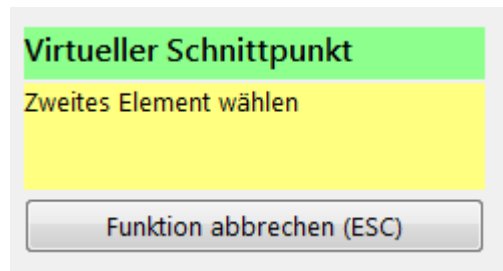 Virtueller Schnittpunkt
Zweites Element wählen
Funktion abbrechen (ESC)